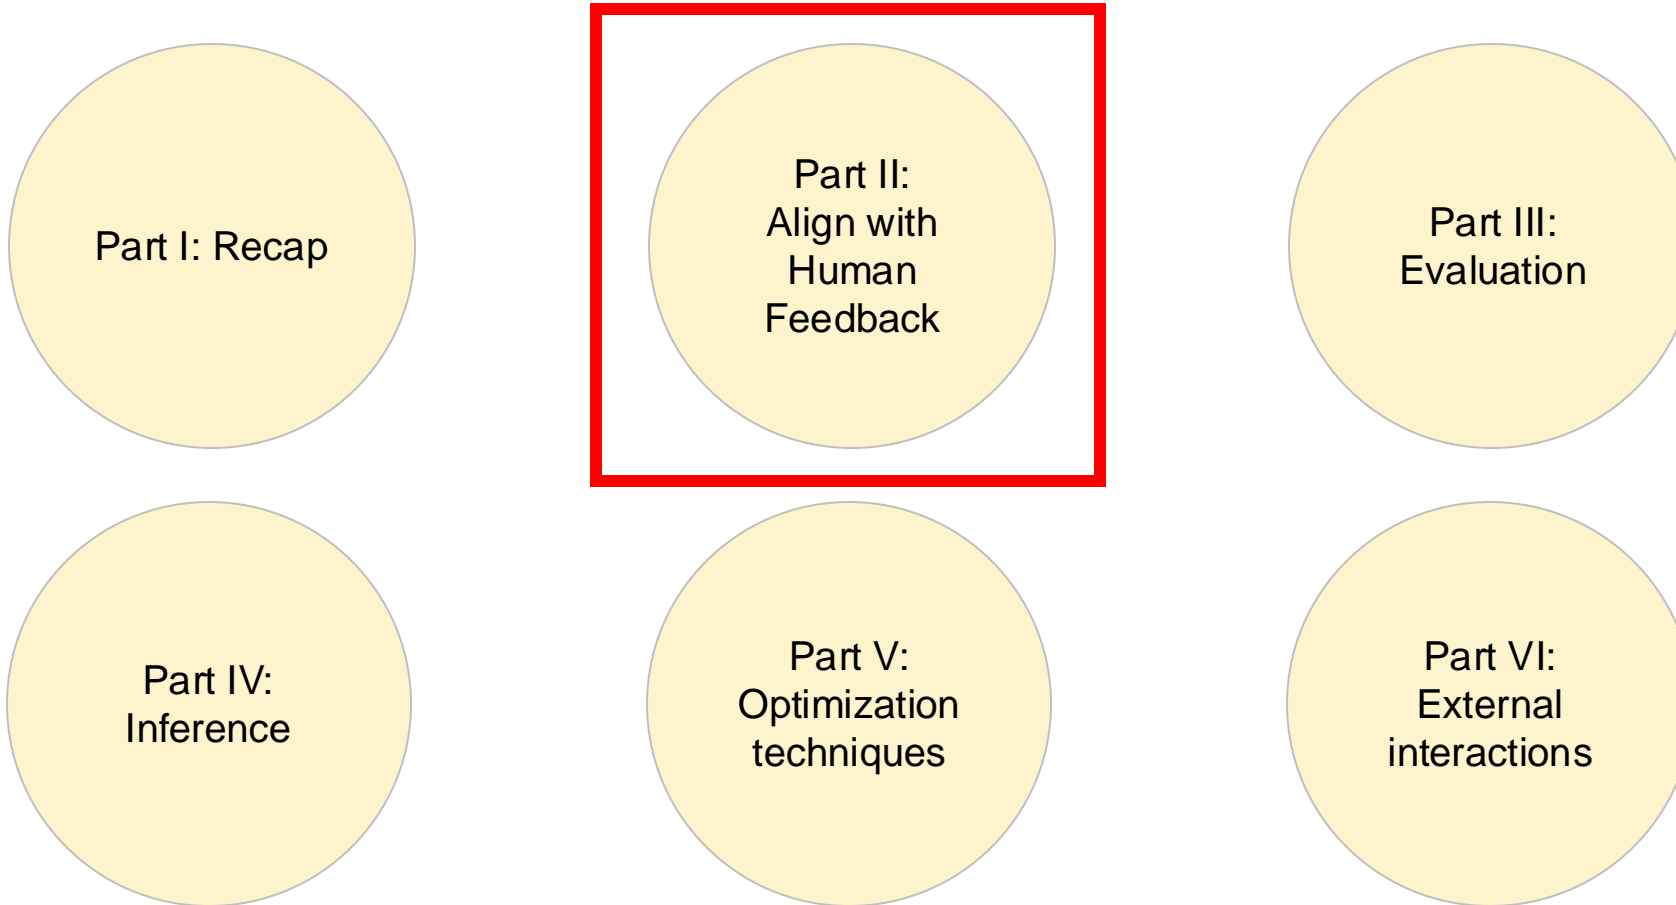 Part I: Recap
Part II:
Align with
Human
Feedback
Part III:
Evaluation
Part IV:
Inference
Part V:
Optimization
techniques
Part VI:
External
interactions